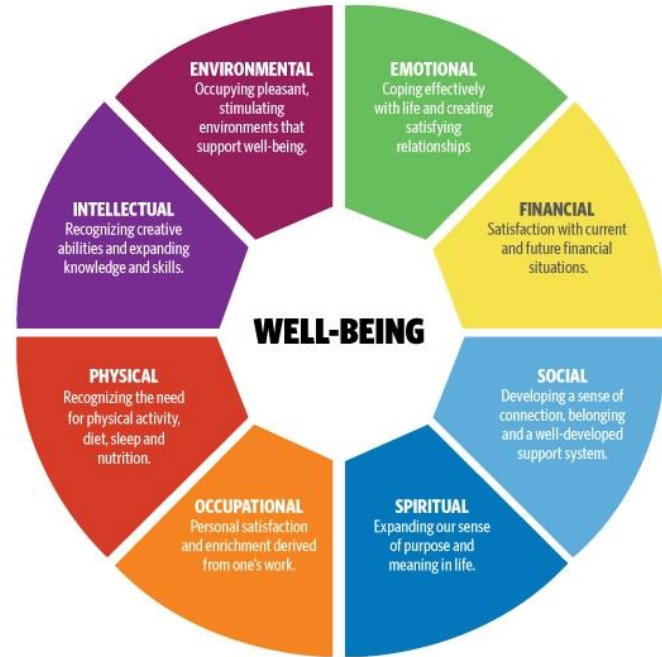 ENVIRONMENTAL
Occupying pleasant,
stimulating
environments that
support well-being.
EMOTIONAL
Coping effectively
with life and creating
satisfying
relationships
INTELLECTUAL
Recognizing creative
abilities and expanding
knowledge and skills.
FINANCIAL
Satisfaction with current
and future financial
situations.
WELL-BEING
PHYSICAL
Recognizing the need
for physical activity,
diet, sleep and
nutrition.
SOCIAL
Developing a sense of
connection, belonging
and a well-developed
support system.
OCCUPATIONAL
Personal satisfaction
and enrichment derived
from one's work.
SPIRITUAL
Expanding our sense
of purpose and
meaning in life.